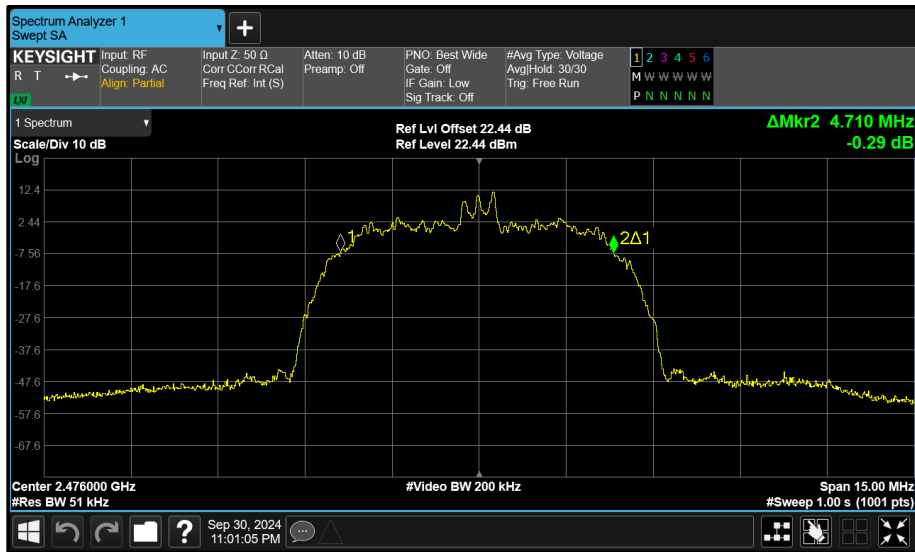 Spectrum Analyzer 1
Swept SA
+
KEYSIGHT
R T
LXI
Input: RF
Coupling: AC
Align: Partial
Input Z: 50 Ω
Corr CCorr RCal
Freq Ref: Int (S)
Atten: 10 dB
Preamp: Off
PNO: Best Wide
Gate: Off
IF Gain: Low
Sig Track: Off
#Avg Type: Voltage
Avg|Hold: 30/30
Trig: Free Run
1 2 3 4 5 6
M W W W W W
P N N N N N
1 Spectrum
Scale/Div 10 dB
Ref Lvl Offset 22.44 dB
Ref Level 22.44 dBm
ΔMkr2 4.710 MHz
-0.29 dB
Log
12.4
2.44
-7.56
-17.6
-27.6
-37.6
-47.6
-57.6
-67.6
1
2Δ1
Center 2.476000 GHz
#Video BW 200 kHz
Span 15.00 MHz
#Res BW 51 kHz
#Sweep 1.00 s (1001 pts)
?
Sep 30, 2024
11:01:05 PM